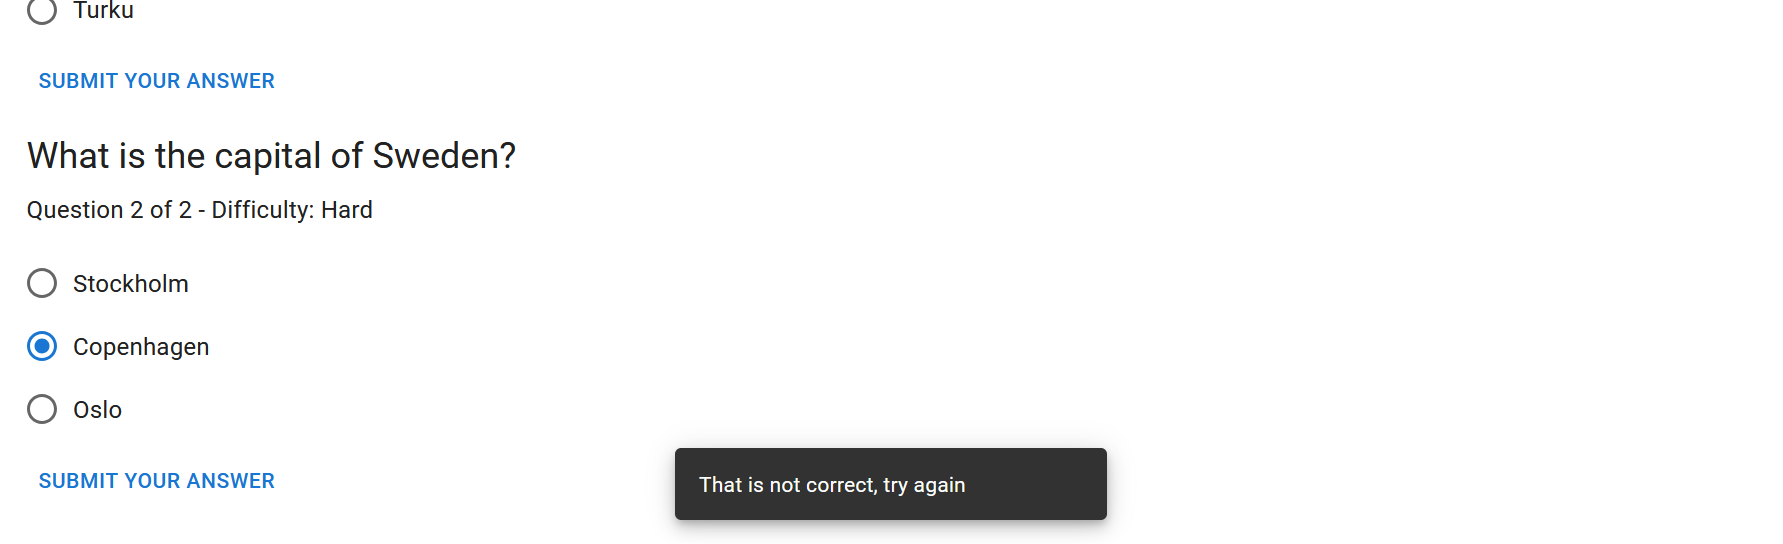 Turku
SUBMIT YOUR ANSWER
What is the capital of Sweden?
Question 2 of 2 - Difficulty: Hard
Stockholm
Copenhagen
Oslo
SUBMIT YOUR ANSWER
That is not correct, try again